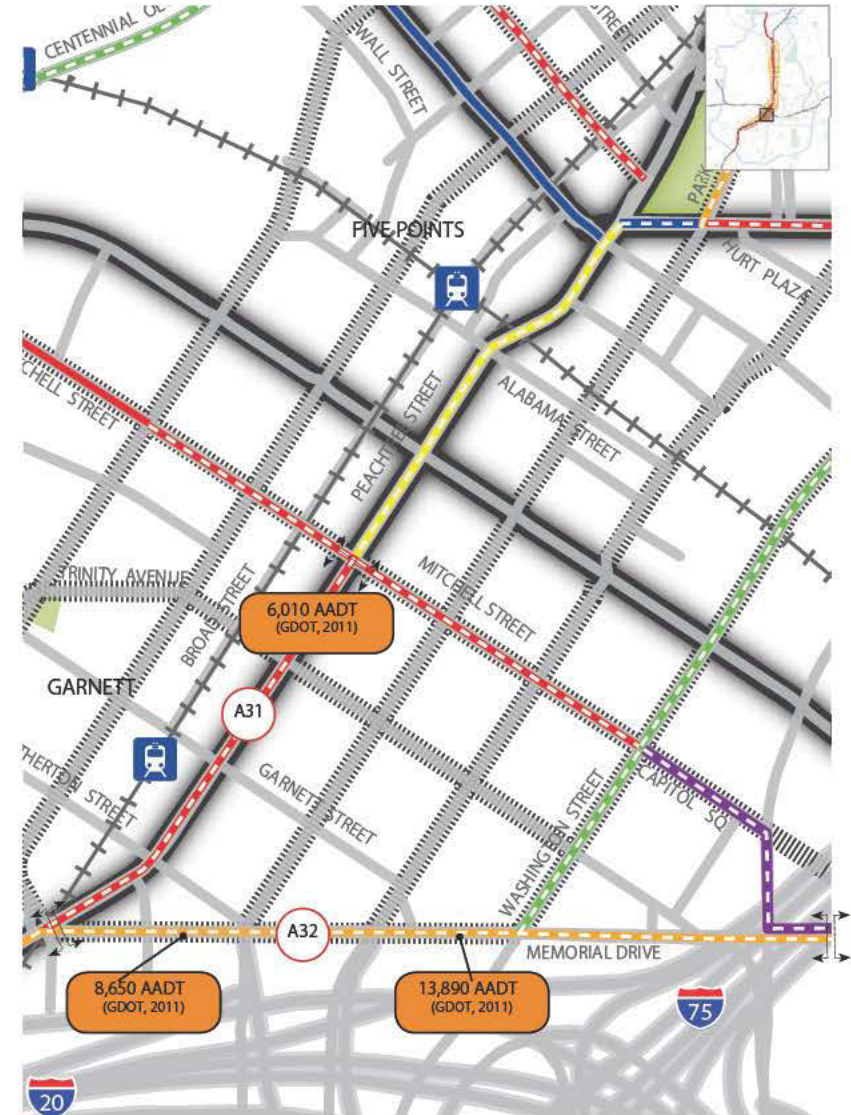 CENTENNIAL OL
WALL STREET
STREET
PARK
FIVE POINTS
HURT PLAZA
CHELL STREET
PEACHTREE STREET
ALABAMA STREET
TRINITY AVENUE
BROAD STREET
MITCHELL STREET
6,010 AADT
(GDOT, 2011)
GARNETT
A31
THERTON STREET
GARNETT STREET
CAPITOL SQ
WASHINGTON STREET
A32
MEMORIAL DRIVE
8,650 AADT
(GDOT, 2011)
13,890 AADT
(GDOT, 2011)
75
20